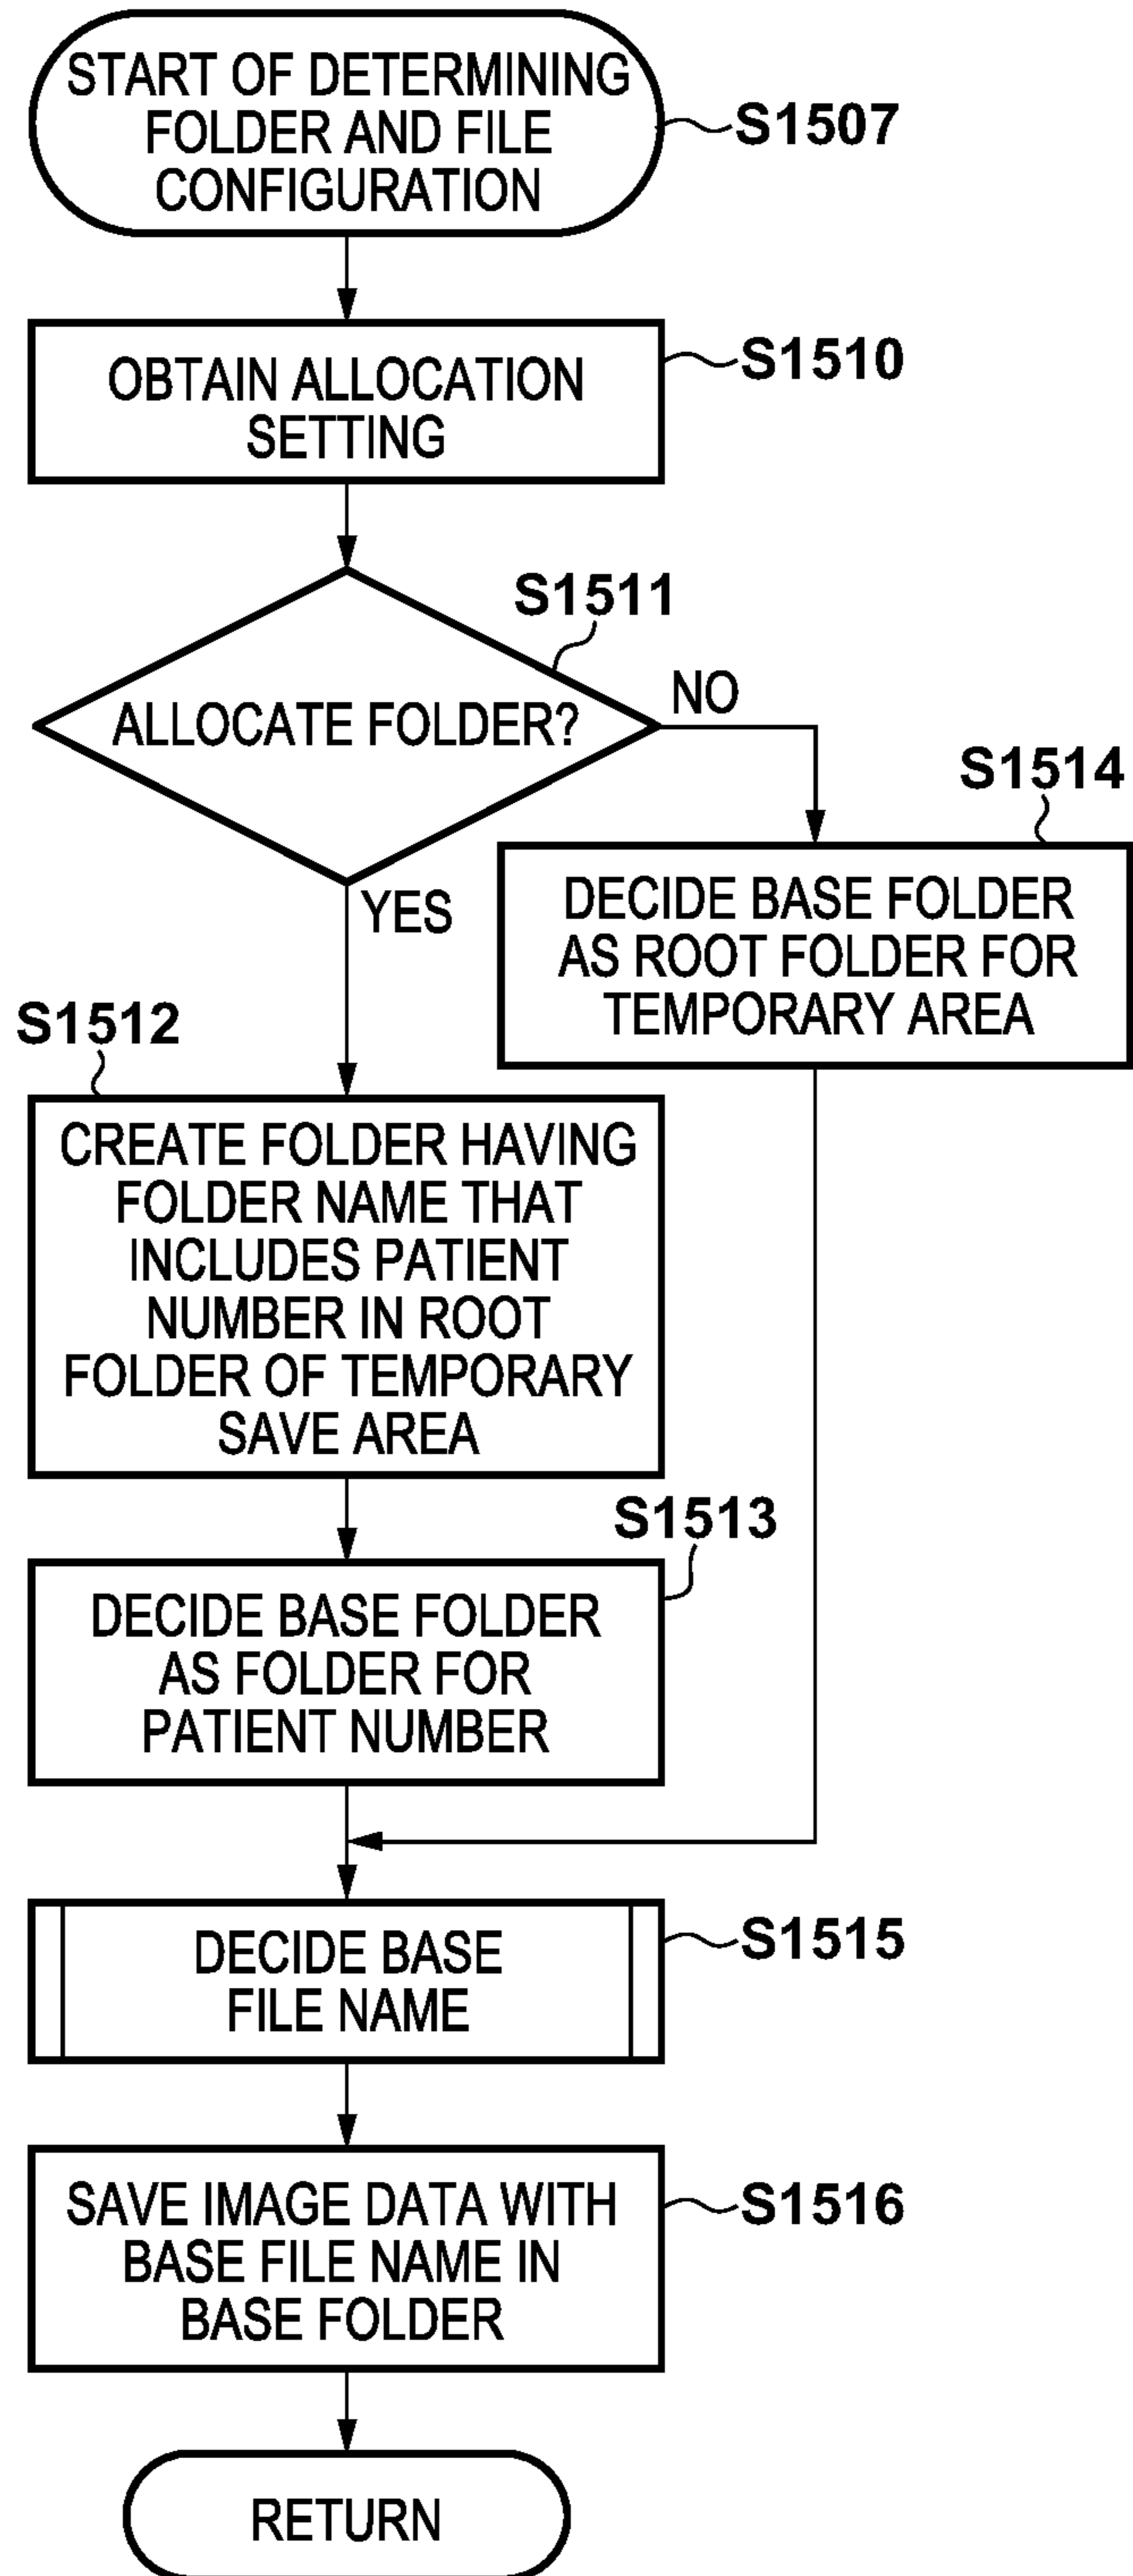 START OF DETERMINING
FOLDER AND FILE
CONFIGURATION
S1507
OBTAIN ALLOCATION
SETTING
S1510
S1511
ALLOCATE FOLDER?
NO
YES
S1514
DECIDE BASE FOLDER
AS ROOT FOLDER FOR
TEMPORARY AREA
S1512
CREATE FOLDER HAVING
FOLDER NAME THAT
INCLUDES PATIENT
NUMBER IN ROOT
FOLDER OF TEMPORARY
SAVE AREA
S1513
DECIDE BASE FOLDER
AS FOLDER FOR
PATIENT NUMBER
DECIDE BASE
FILE NAME
S1515
SAVE IMAGE DATA WITH
BASE FILE NAME IN
BASE FOLDER
S1516
RETURN